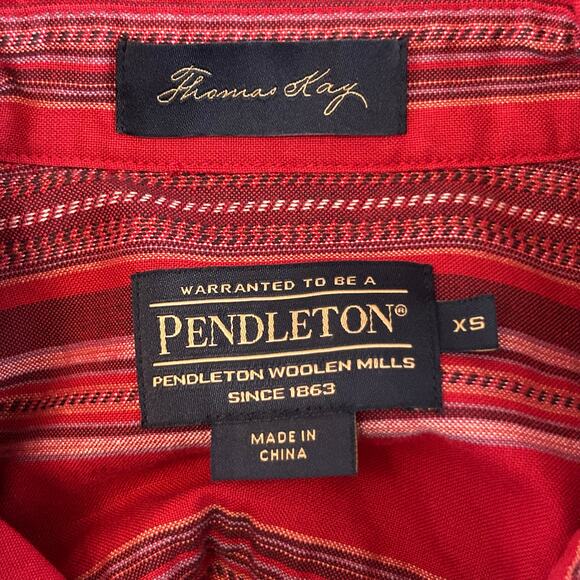 Thomas Kay
WARRANTED TO BE A
PENDLETON®
PENDLETON WOOLEN MILLS
SINCE 1863
XS
MADE IN
CHINA